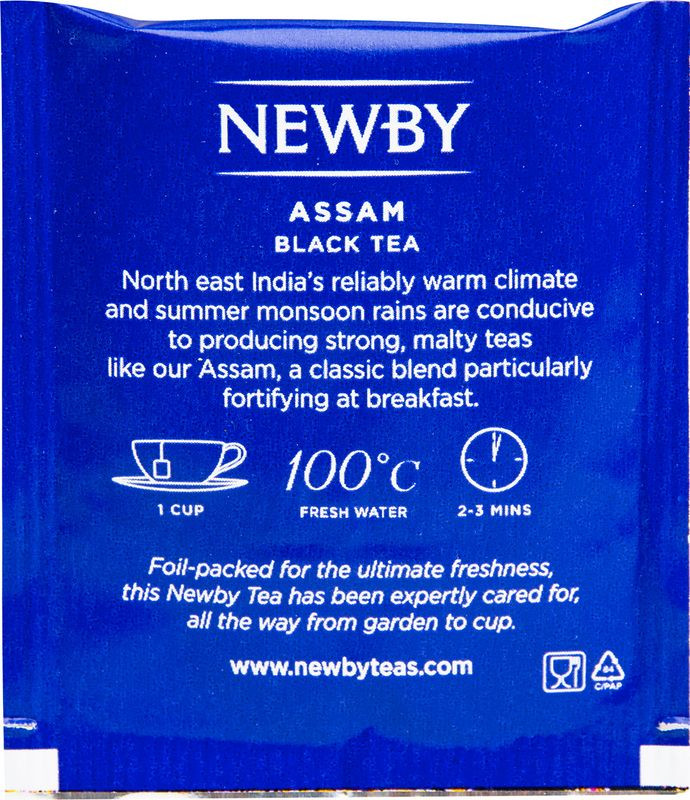 NEWBY
ASSAM
BLACK TEA
North east India's reliably warm climate
and summer monsoon rains are conducive
to producing strong, malty teas
like our Assam, a classic blend particularly
fortifying at breakfast.
100°C
1 CUP FRESH WATER 2-3 MINS
Foil-packed for the ultimate freshness,
this Newby Tea has been expertly cared for,
all the way from garden to cup.
www.newbyteas.com
84
C/PAP